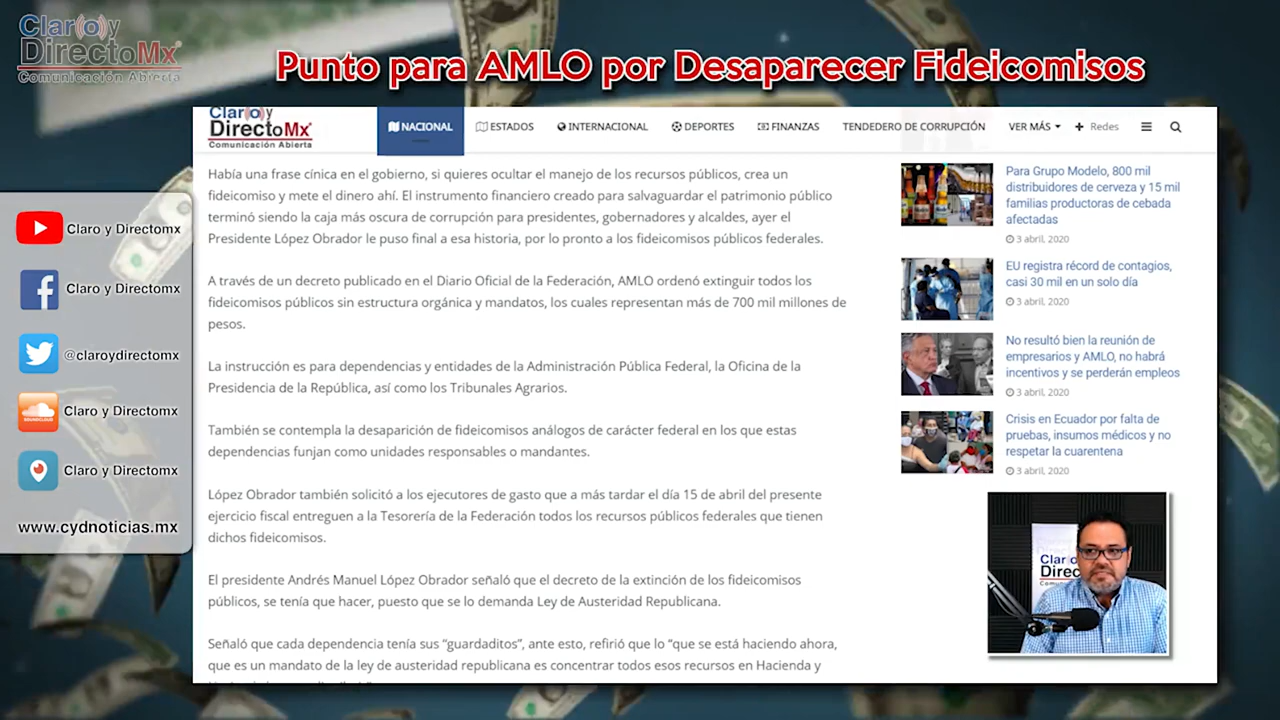 Claro y
DirectoMx
Comunicación Abierta
Punto para AMLO por Desaparecer Fideicomisos
Claro y
DirectoMx
Comunicación Abierta
NACIONAL
ESTADOS
INTERNACIONAL
DEPORTES
FINANZAS
TENDEDERO DE CORRUPCIÓN
VER MÁS
Redes
Claro y Directomx
Claro y Directomx
@claroydirectomx
SOUNDCLOUD
Claro y Directomx
Claro y Directomx
www.cydnoticias.mx
Había una frase cínica en el gobierno, si quieres ocultar el manejo de los recursos públicos, crea un
fideicomiso y mete el dinero ahí. El instrumento financiero creado para salvaguardar el patrimonio público
terminó siendo la caja más oscura de corrupción para presidentes, gobernadores y alcaldes, ayer el
Presidente López Obrador le puso final a esa historia, por lo pronto a los fideicomisos públicos federales.
A través de un decreto publicado en el Diario Oficial de la Federación, AMLO ordenó extinguir todos los
fideicomisos públicos sin estructura orgánica y mandatos, los cuales representan más de 700 mil millones de
pesos.
La instrucción es para dependencias y entidades de la Administración Pública Federal, la Oficina de la
Presidencia de la República, así como los Tribunales Agrarios.
También se contempla la desaparición de fideicomisos análogos de carácter federal en los que estas
dependencias funjan como unidades responsables o mandantes.
López Obrador también solicitó a los ejecutores de gasto que a más tardar el día 15 de abril del presente
ejercicio fiscal entreguen a la Tesorería de la Federación todos los recursos públicos federales que tienen
dichos fideicomisos.
El presidente Andrés Manuel López Obrador señaló que el decreto de la extinción de los fideicomisos
públicos, se tenía que hacer, puesto que se lo demanda Ley de Austeridad Republicana.
Señaló que cada dependencia tenía sus “guardaditos”, ante esto, refirió que lo “que se está haciendo ahora,
que es un mandato de la ley de austeridad republicana es concentrar todos esos recursos en Hacienda y
Para Grupo Modelo, 800 mil
distribuidores de cerveza y 15 mil
familias productoras de cebada
afectadas
3 abril, 2020
EU registra récord de contagios,
casi 30 mil en un solo día
3 abril, 2020
No resultó bien la reunión de
empresarios y AMLO, no habrá
incentivos y se perderán empleos
3 abril, 2020
Crisis en Ecuador por falta de
pruebas, insumos médicos y no
respetar la cuarentena
3 abril, 2020